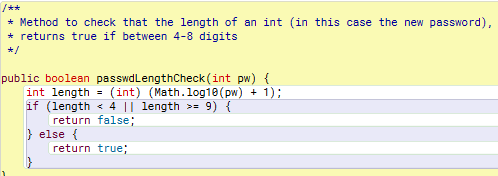 /**
 * Method to check that the length of an int (in this case the new password),
 * returns true if between 4-8 digits
 */
public boolean passwdLengthCheck(int pw) {
    int length = (int) (Math.log10(pw) + 1);
    if (length < 4 || length >= 9) {
        return false;
    } else {
        return true;
    }
}